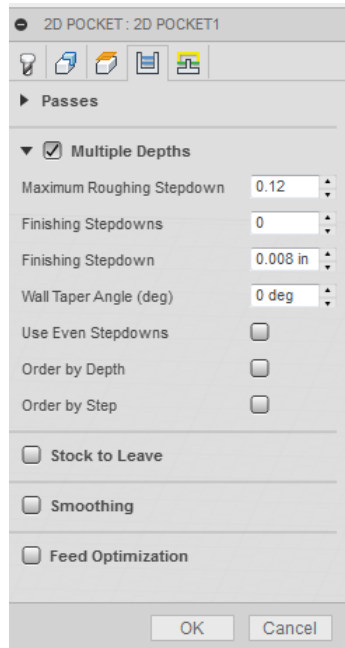 2D POCKET : 2D POCKET1
Passes
Multiple Depths
Maximum Roughing Stepdown 0.12
Finishing Stepdowns 0
Finishing Stepdown 0.008 in
Wall Taper Angle (deg) 0 deg
Use Even Stepdowns
Order by Depth
Order by Step
Stock to Leave
Smoothing
Feed Optimization
OK Cancel